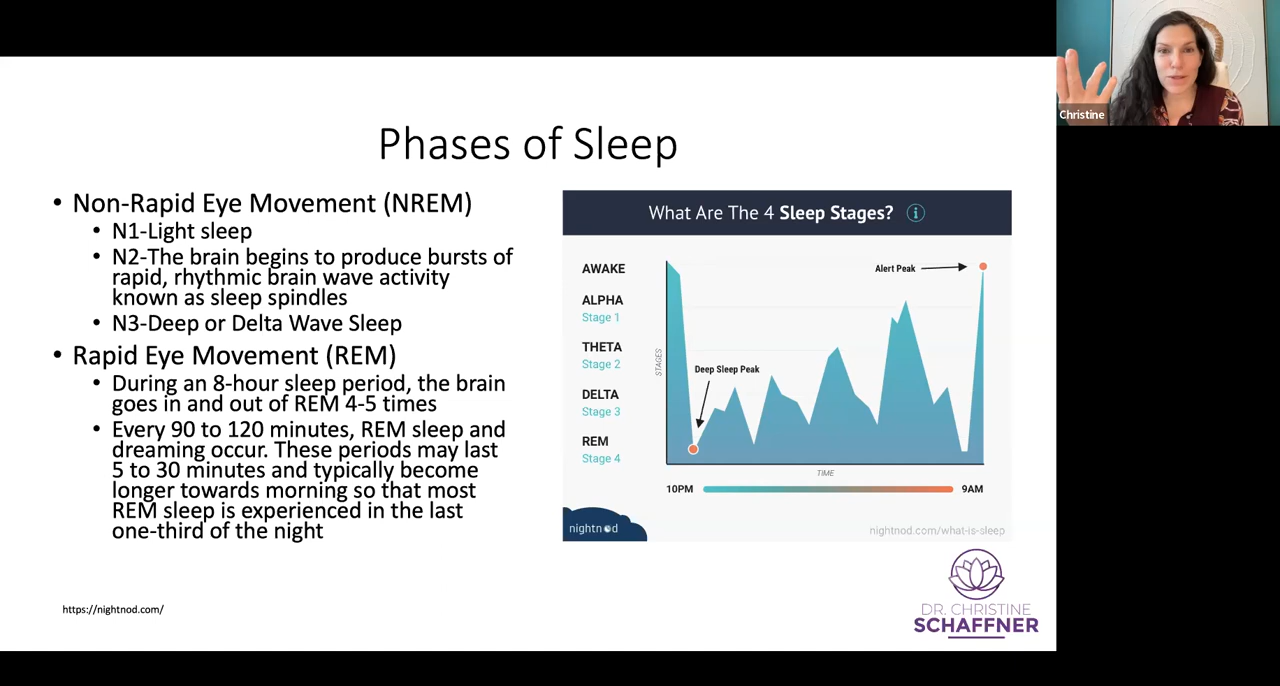 Christine
Phases of Sleep
• Non-Rapid Eye Movement (NREM)
• N1-Light sleep
• N2-The brain begins to produce bursts of
rapid, rhythmic brain wave activity
known as sleep spindles
• N3-Deep or Delta Wave Sleep
• Rapid Eye Movement (REM)
• During an 8-hour sleep period, the brain
goes in and out of REM 4-5 times
• Every 90 to 120 minutes, REM sleep and
dreaming occur. These periods may last
5 to 30 minutes and typically become
longer towards morning so that most
REM sleep is experienced in the last
one-third of the night
What Are The 4 Sleep Stages? i
AWAKE
ALPHA
Stage 1
THETA
Stage 2
DELTA
Stage 3
REM
Stage 4
STAGES
Alert Peak
Deep Sleep Peak
TIME
10PM
9AM
nightnod
nightnod.com/what-is-sleep
https://nightnod.com/
DR. CHRISTINE
SCHAFFNER